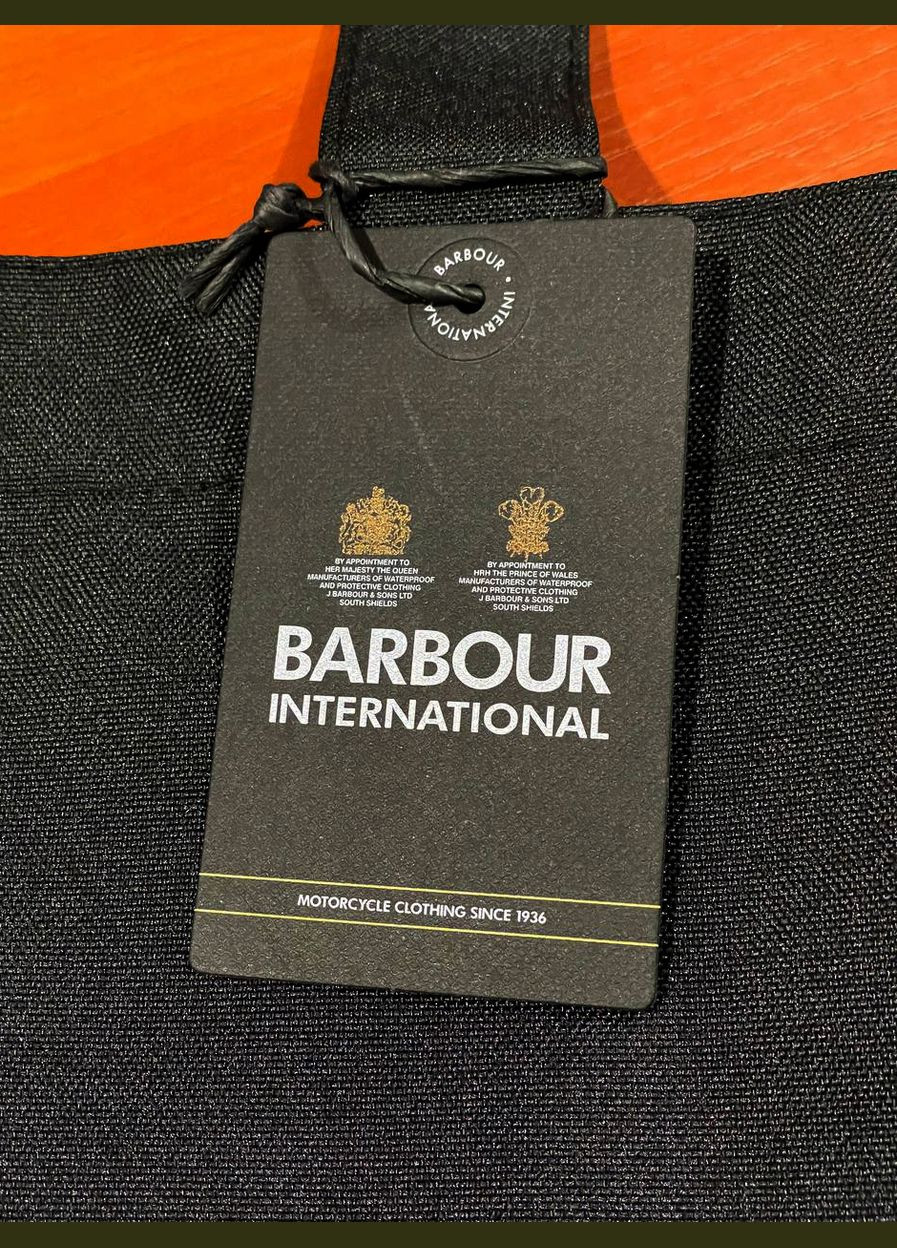 BARBOUR • INTERNATIONAL
BY APPOINTMENT TO
HER MAJESTY THE QUEEN
MANUFACTURERS OF WATERPROOF
AND PROTECTIVE CLOTHING
J BARBOUR & SONS LTD
SOUTH SHIELDS
BY APPOINTMENT TO
HRH THE PRINCE OF WALES
MANUFACTURERS OF WATERPROOF
AND PROTECTIVE CLOTHING
J BARBOUR & SONS LTD
SOUTH SHIELDS
BARBOUR
INTERNATIONAL
MOTORCYCLE CLOTHING SINCE 1936